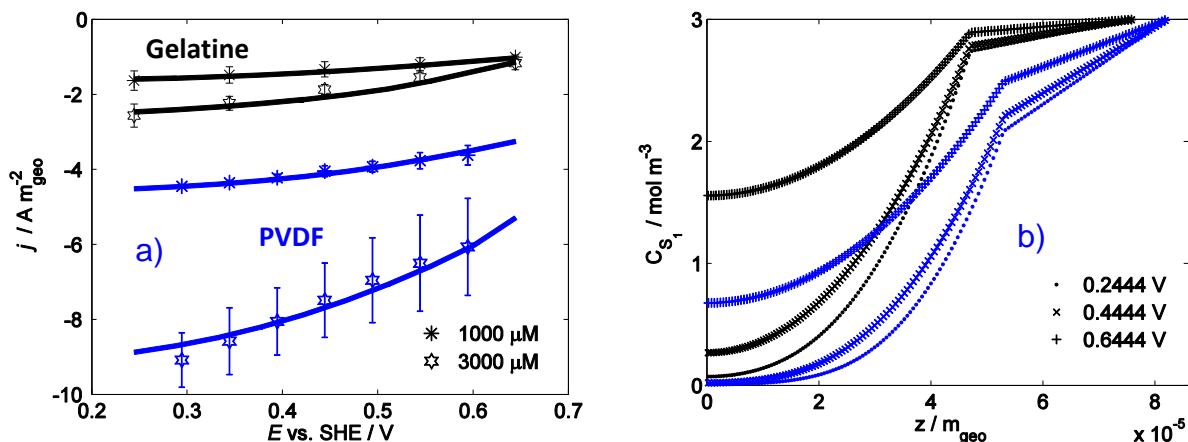 Gelatine
PVDF
a)
1000 μM
3000 μM
0
-2
-4
-6
-8
-10
0.2
0.3
0.4
0.5
0.6
0.7
j / A m⁻²geo
E vs. SHE / V
b)
0.2444 V
0.4444 V
0.6444 V
3
2
1
0
0
2
4
6
8
x 10⁻⁵
C_S₁ / mol m⁻³
z / m_geo